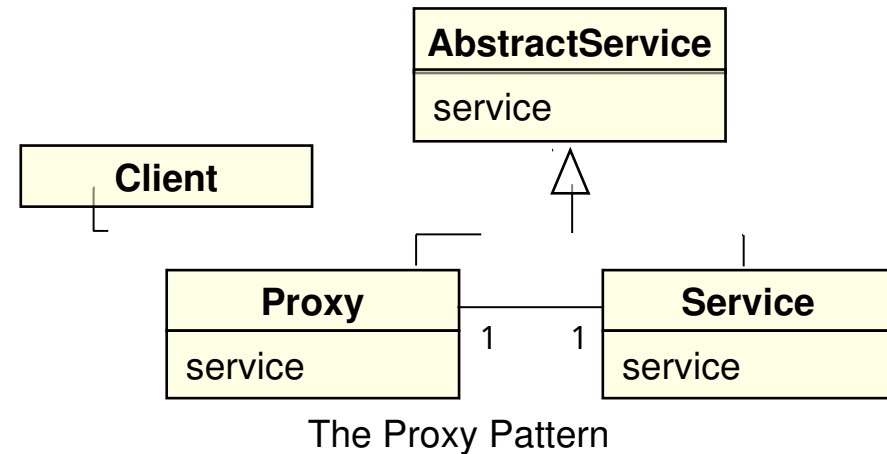 AbstractService
service
Client
Proxy
Service
1
1
service
service
The Proxy Pattern